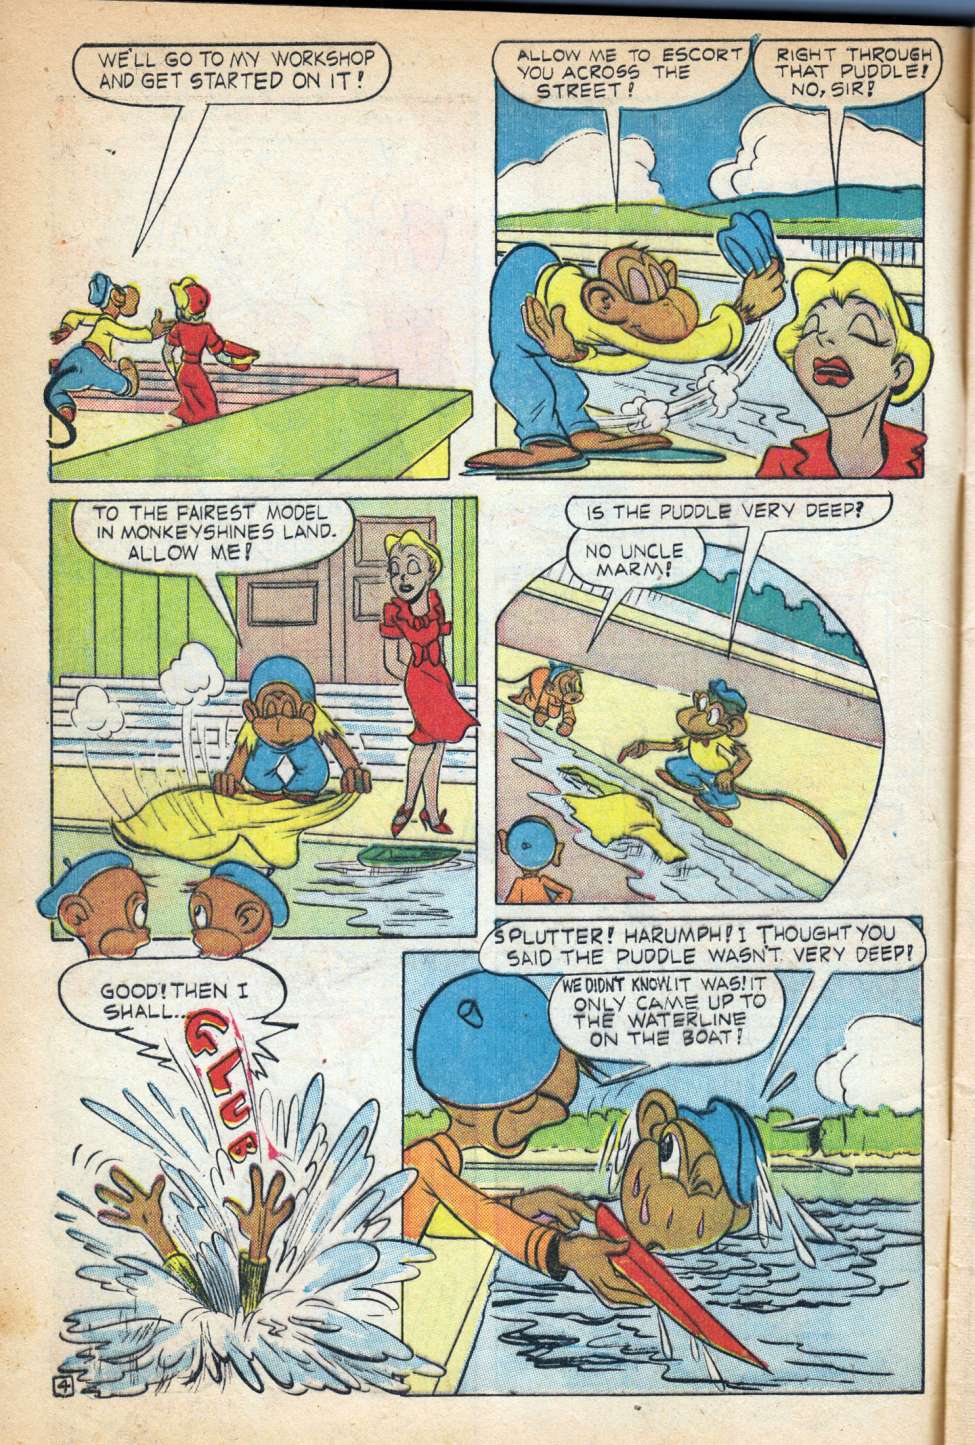 WE'LL GO TO MY WORKSHOP
AND GET STARTED ON IT!
ALLOW ME TO ESCORT
YOU ACROSS THE
STREET!
RIGHT THROUGH
THAT PUDDLE!
NO, SIR!
TO THE FAIREST MODEL
IN MONKEYSHINES LAND.
ALLOW ME!
IS THE PUDDLE VERY DEEP?
NO UNCLE
MARM!
GOOD! THEN I
SHALL...
GLUB
SPLUTTER! HARUMPH! I THOUGHT YOU
SAID THE PUDDLE WASN'T VERY DEEP!
WE DIDN'T KNOW IT WAS! IT
ONLY CAME UP TO
THE WATERLINE
ON THE BOAT!
4